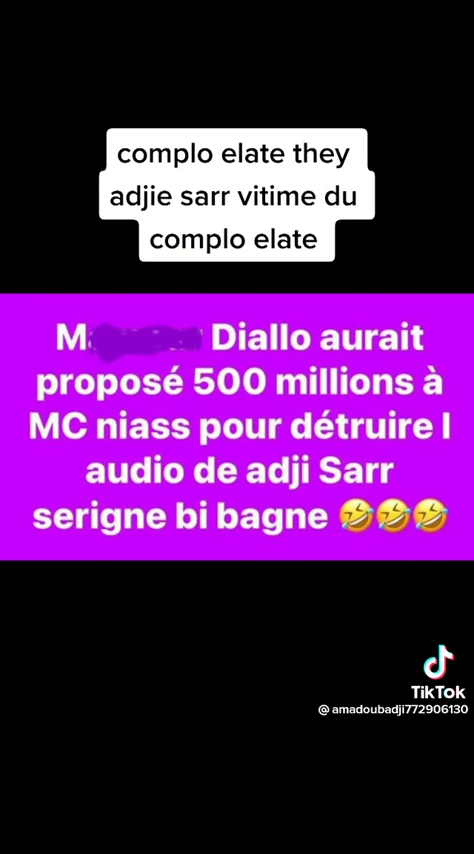 complo elate they
adjie sarr vitime du
complo elate
Diallo aurait
proposé 500 millions à
MC niass pour détruire l
audio de adji Sarr
serigne bi bagne 🤣🤣🤣
TikTok
@ amadoubadji772906130